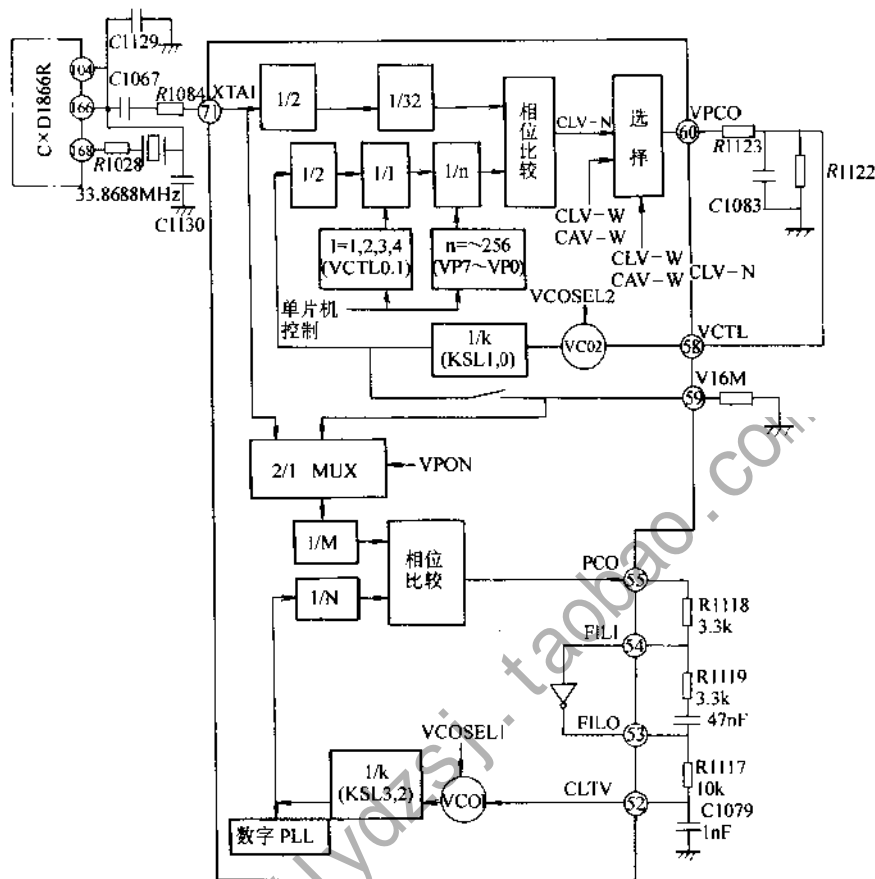 C1129
104
C1067
R1084
XTAI
71
166
C×D1866R
168
R1028
33.8688MHz
C1130
1/2
1/32
相位比较
CLV-N
选择
VPCO
60
R1123
R1122
C1083
1/2
1/l
1/n
CLV-W
CAV-W
l=1,2,3,4
(VCTL0.1)
n=~256
(VP7~VP0)
CLV-W
CAV-W
CLV-N
单片机
控制
VCOSEL2
1/k
(KSL1,0)
VC02
VCTL
58
V16M
59
2/1 MUX
VPON
1/M
相位
比较
PCO
55
1/N
R1118
3.3k
FILI
54
R1119
3.3k
47nF
FILO
53
VCOSEL1
1/k
(KSL3,2)
VCO1
CLTV
52
R1117
10k
C1079
1nF
数字 PLL
lydzsj.taobao.com